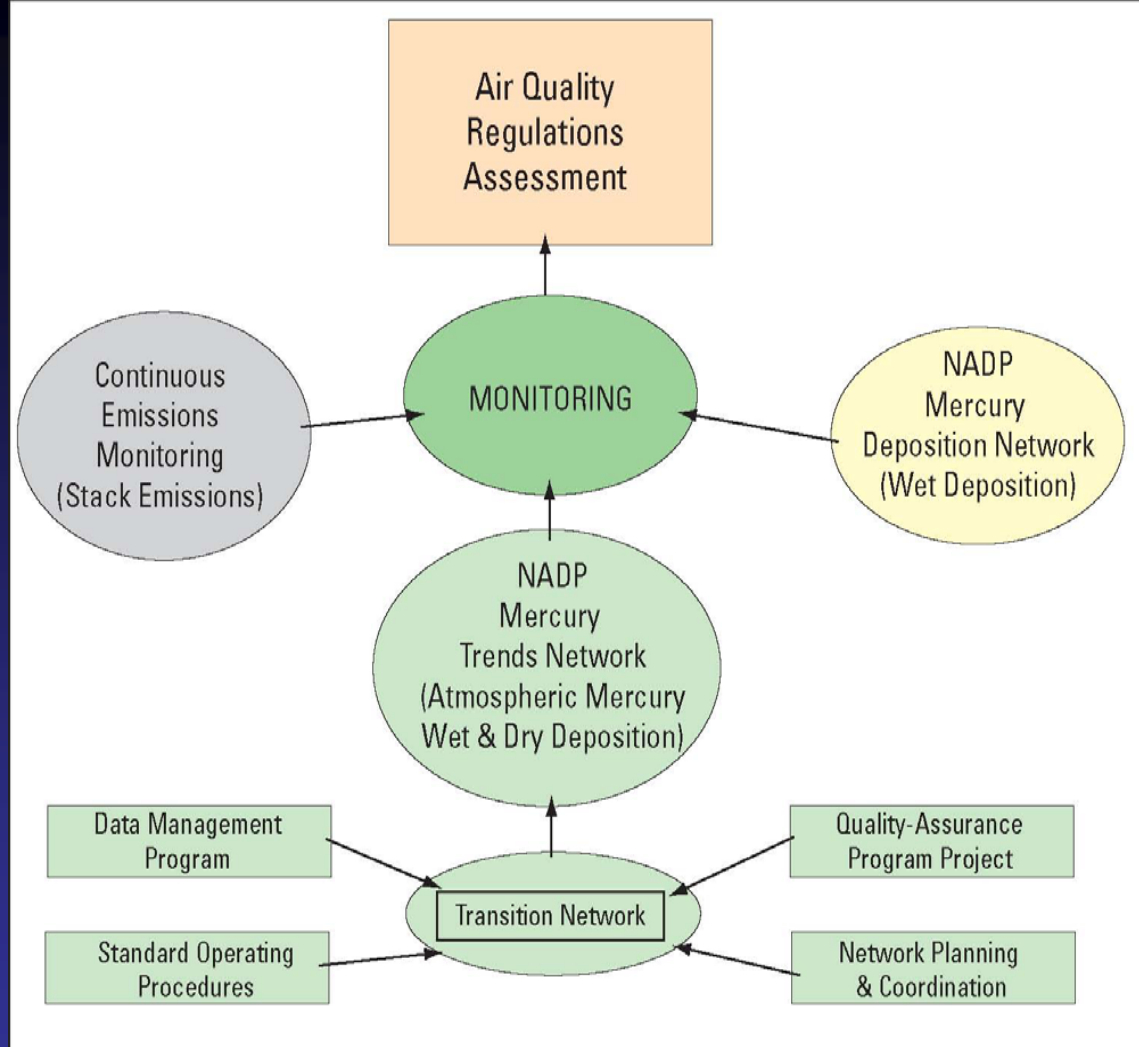 Air Quality
Regulations
Assessment
Continuous
Emissions
Monitoring
(Stack Emissions)
MONITORING
NADP
Mercury
Deposition Network
(Wet Deposition)
NADP
Mercury
Trends Network
(Atmospheric Mercury
Wet & Dry Deposition)
Data Management
Program
Quality-Assurance
Program Project
Transition Network
Standard Operating
Procedures
Network Planning
& Coordination